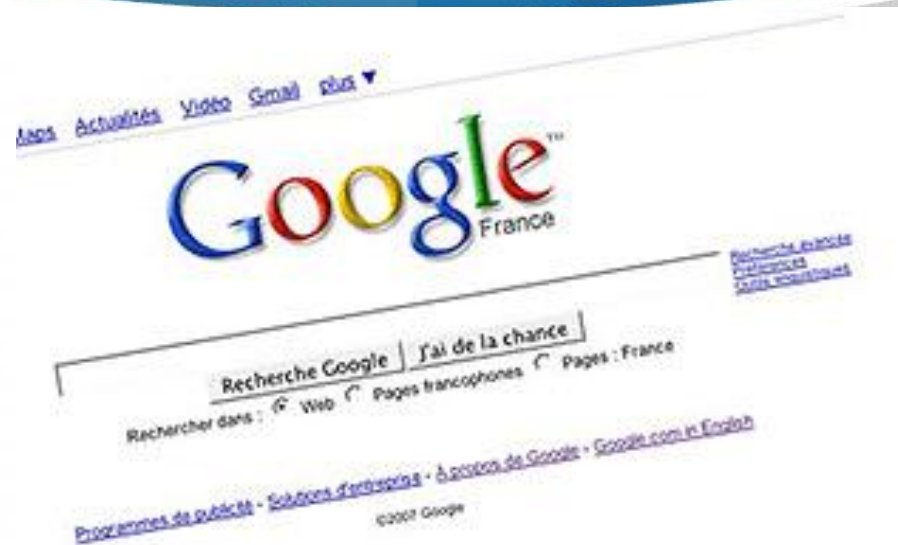 Maps Actualités Vidéo Gmail plus ▼
Google™
France
Recherche avancée
Préférences
Outils linguistiques
Recherche Google J'ai de la chance
Rechercher dans : Web Pages francophones Pages : France
Programmes de publicité - Solutions d'entreprise - À propos de Google - Google.com in English
©2007 Google